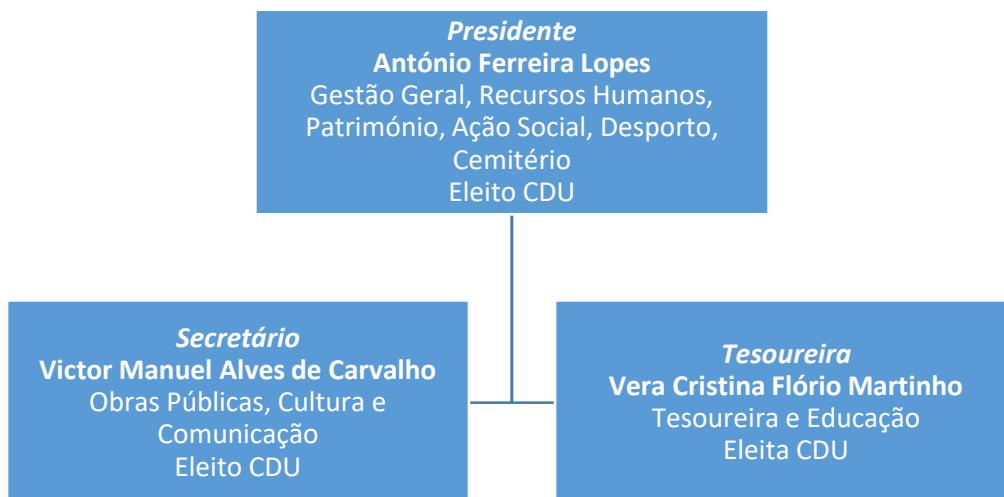 Presidente
António Ferreira Lopes
Gestão Geral, Recursos Humanos,
Património, Ação Social, Desporto,
Cemitério
Eleito CDU
Secretário
Victor Manuel Alves de Carvalho
Obras Públicas, Cultura e
Comunicação
Eleito CDU
Tesoureira
Vera Cristina Flório Martinho
Tesoureira e Educação
Eleita CDU